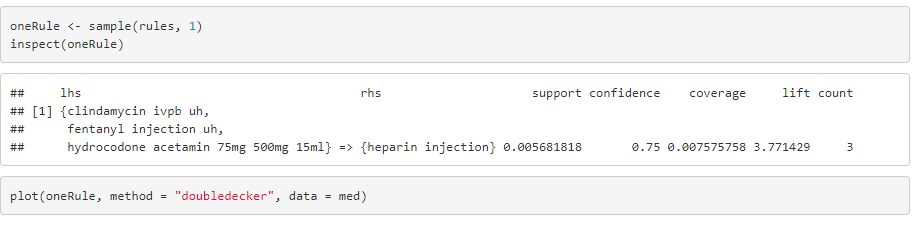 oneRule <- sample(rules, 1)
inspect(oneRule)
##     lhs                                     rhs                     support confidence    coverage     lift count
## [1] {clindamycin ivpb uh,
##      fentanyl injection uh,
##      hydrocodone acetamin 75mg 500mg 15ml} => {heparin injection} 0.005681818       0.75 0.007575758 3.771429     3
plot(oneRule, method = "doubledecker", data = med)